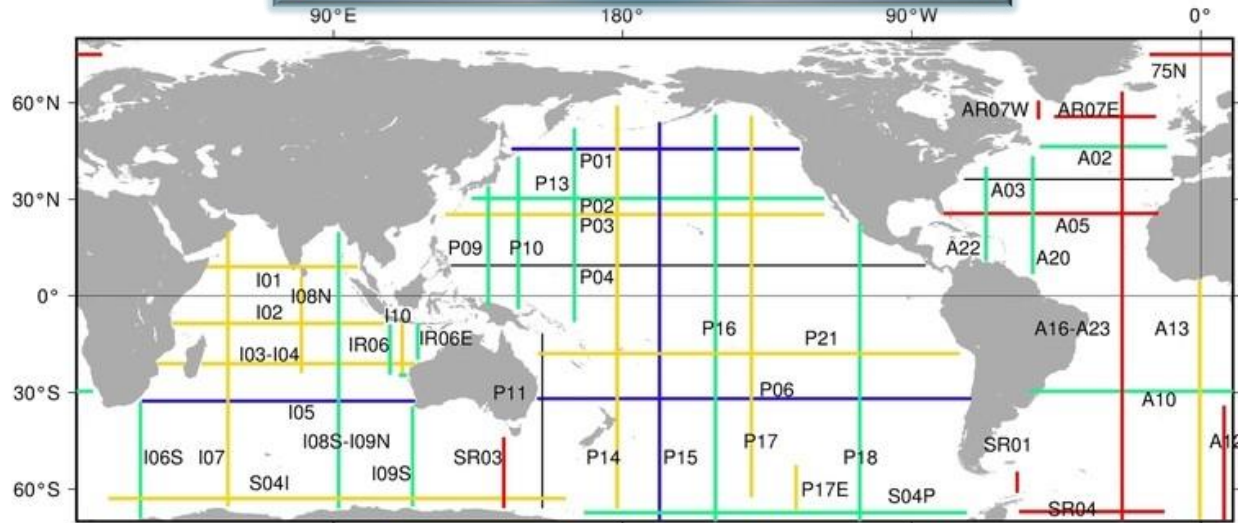 90°E 180° 90°W 0°
75N
60°N AR07W AR07E
P01 A02
P13 A03
30°N P02
P03 A05
P09 P10 A22 A20
I01 P04
0° I08N
I02 I10
IR06 IR06E P16 P21 A16-A23 A13
I03-I04
30°S P11 P06
I05 A10
I06S I07 I08S-I09N SR03 P14 P15 P17 P18 SR01
I09S
S04I P17E S04P
60°S SR04